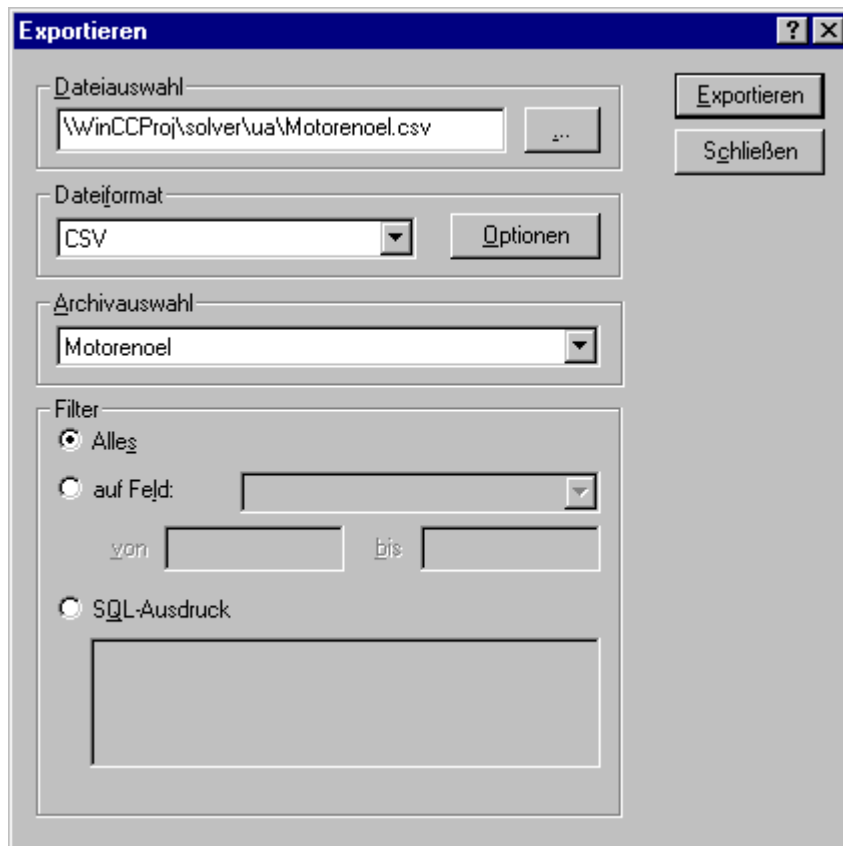 Exportieren
Dateiauswahl
\WinCCProj\solver\ua\Motorenoel.csv
...
Exportieren
Schließen
Dateiformat
CSV
Optionen
Archivauswahl
Motorenoel
Filter
Alles
auf Feld:
von bis
SQL-Ausdruck